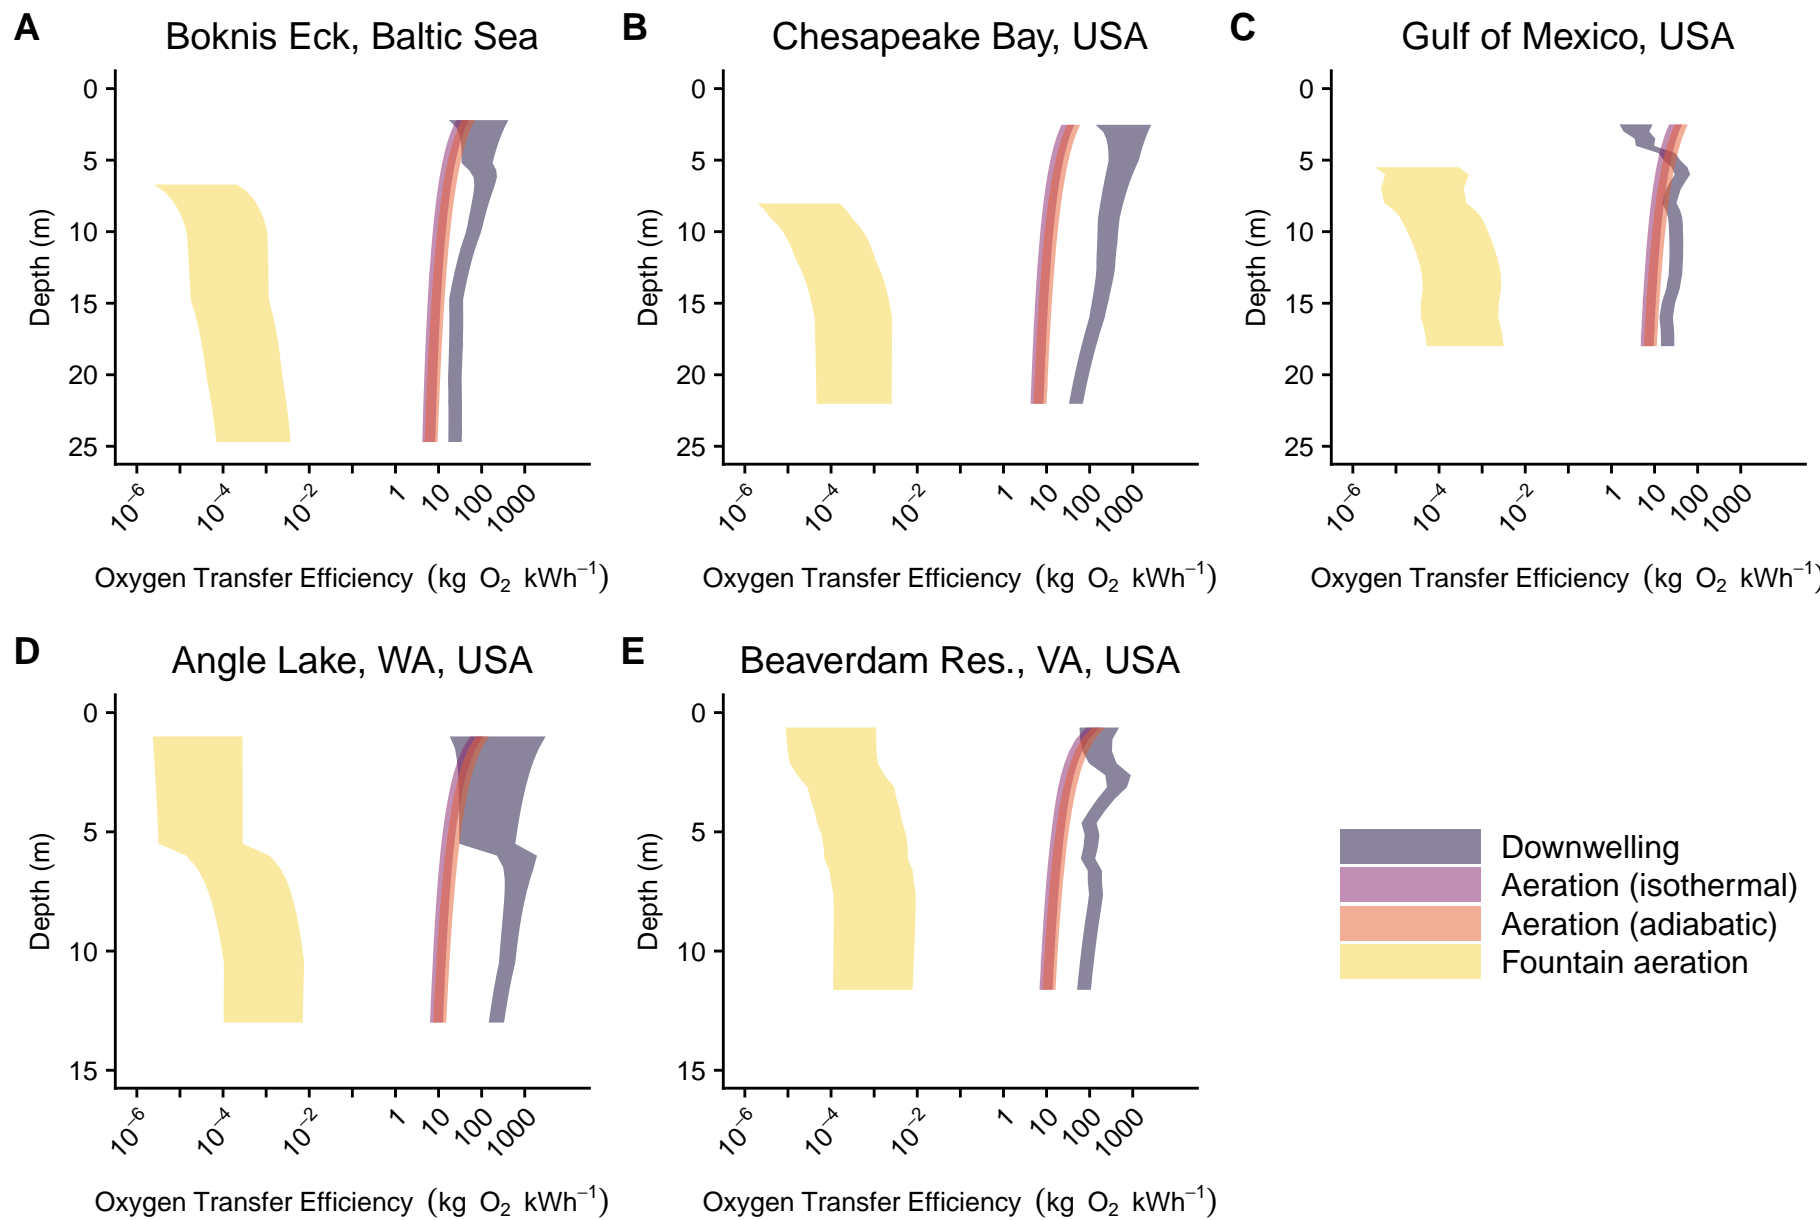 A Boknis Eck, Baltic Sea
0
5
10
15
20
25
Depth (m)
10⁻⁶ 10⁻⁴ 10⁻² 1 10 100 1000
Oxygen Transfer Efficiency (kg O₂ kWh⁻¹)
B Chesapeake Bay, USA
0
5
10
15
20
25
Depth (m)
10⁻⁶ 10⁻⁴ 10⁻² 1 10 100 1000
Oxygen Transfer Efficiency (kg O₂ kWh⁻¹)
C Gulf of Mexico, USA
0
5
10
15
20
25
Depth (m)
10⁻⁶ 10⁻⁴ 10⁻² 1 10 100 1000
Oxygen Transfer Efficiency (kg O₂ kWh⁻¹)
D Angle Lake, WA, USA
0
5
10
15
Depth (m)
10⁻⁶ 10⁻⁴ 10⁻² 1 10 100 1000
Oxygen Transfer Efficiency (kg O₂ kWh⁻¹)
E Beaverdam Res., VA, USA
0
5
10
15
Depth (m)
10⁻⁶ 10⁻⁴ 10⁻² 1 10 100 1000
Oxygen Transfer Efficiency (kg O₂ kWh⁻¹)
Downwelling
Aeration (isothermal)
Aeration (adiabatic)
Fountain aeration